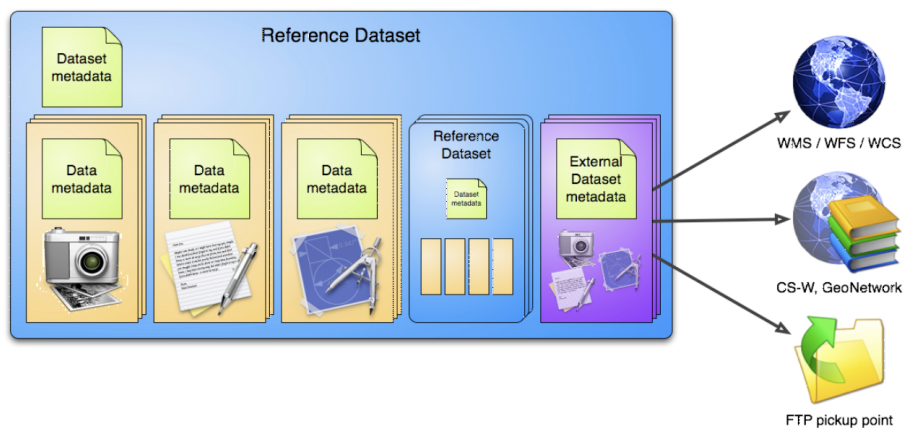 Reference Dataset
Dataset
metadata
Data
metadata
Data
metadata
Data
metadata
Reference
Dataset
Dataset
metadata
External
Dataset
metadata
WMS / WFS / WCS
CS-W, GeoNetwork
FTP pickup point